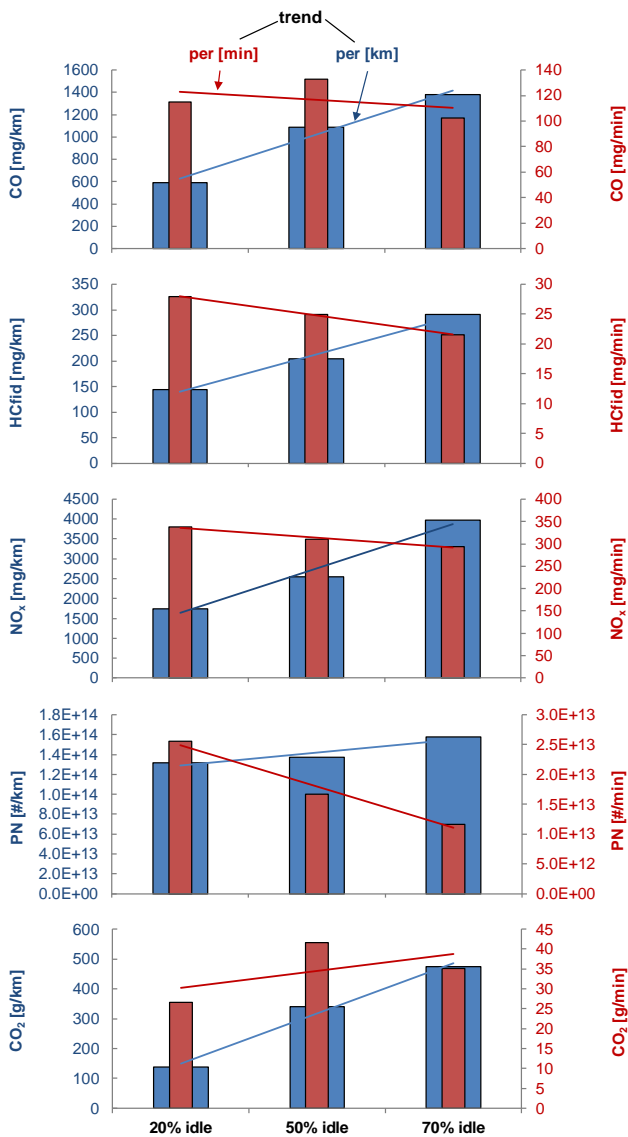 trend
per [min]
per [km]
1600
1400
1200
1000
800
600
400
200
0
CO [mg/km]
140
120
100
80
60
40
20
0
CO [mg/min]
350
300
250
200
150
100
50
0
HCfid [mg/km]
30
25
20
15
10
5
0
HCfid [mg/min]
4500
4000
3500
3000
2500
2000
1500
1000
500
0
NOx [mg/km]
400
350
300
250
200
150
100
50
0
NOx [mg/min]
1.8E+14
1.6E+14
1.4E+14
1.2E+14
1.0E+14
8.0E+13
6.0E+13
4.0E+13
2.0E+13
0.0E+00
PN [#/km]
3.0E+13
2.5E+13
2.0E+13
1.5E+13
1.0E+13
5.0E+12
0.0E+00
PN [#/min]
600
500
400
300
200
100
0
CO2 [g/km]
45
40
35
30
25
20
15
10
5
0
CO2 [g/min]
20% idle
50% idle
70% idle